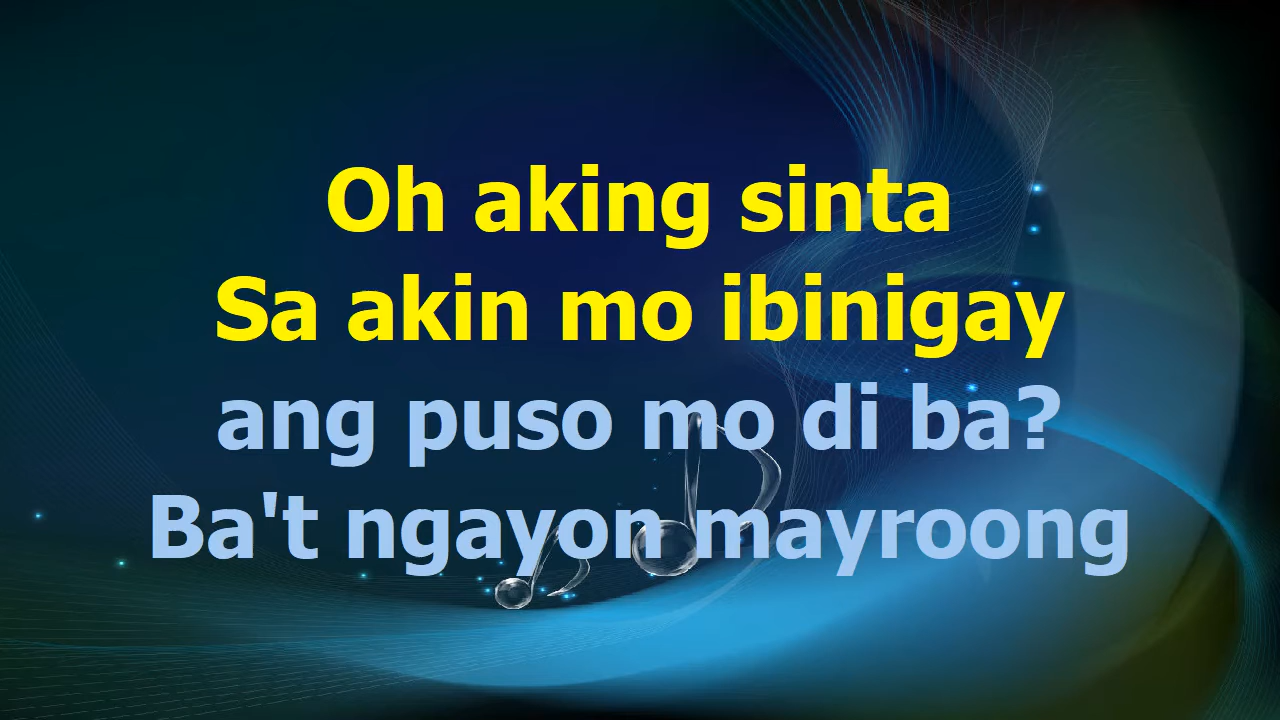 Oh aking sinta
Sa akin mo ibinigay
ang puso mo di ba?
Ba't ngayon mayroong